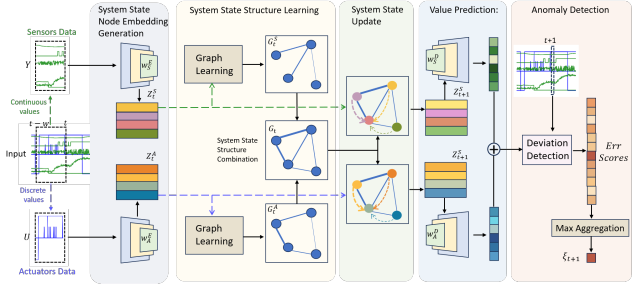 System State
Node Embedding
Generation
System State Structure Learning
System State
Update
Value Prediction:
Anomaly Detection
Sensors Data
Y
Continuous
values
t - w t
Input
Discrete
values
U
Actuators Data
W_S^E
Z_t^S
Z_t^A
W_A^E
Graph
Learning
G_t^S
System State
Structure
Combination
G_t
Graph
Learning
G_t^A
W_S^D
Z_{t+1}^S
Z_{t+1}^S
W_A^D
t+1
Deviation
Detection
Err
Scores
Max Aggregation
ξ_{t+1}